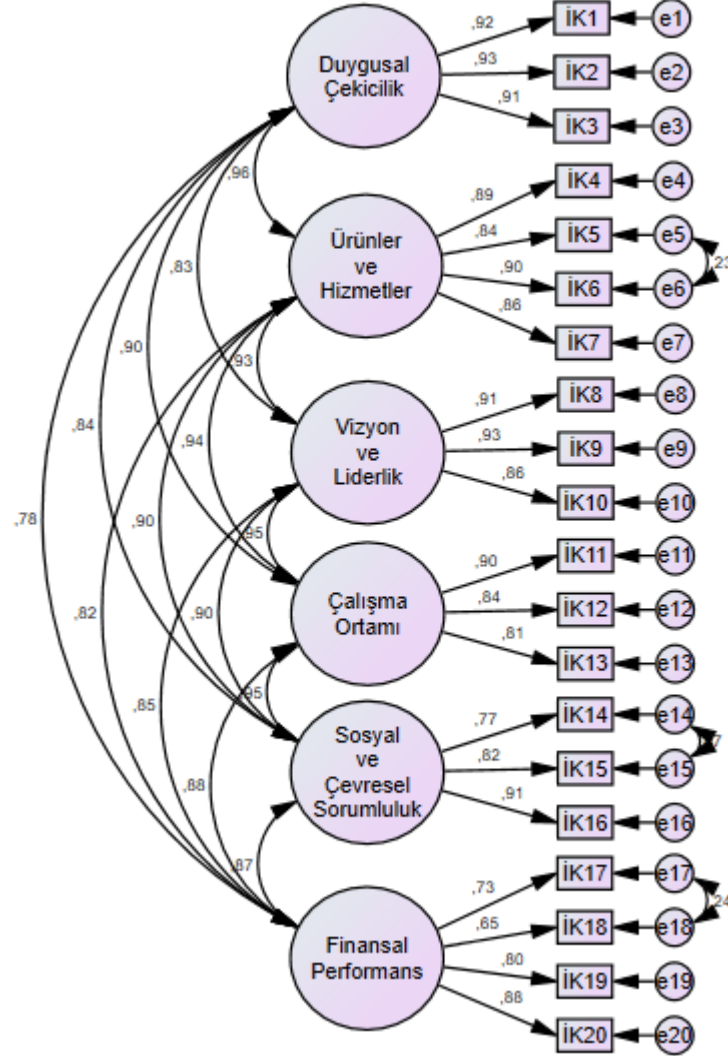 ,92
İK1
e1
Duygusal
Çekicilik
,93
İK2
e2
,91
İK3
e3
,96
,89
İK4
e4
Ürünler
ve
Hizmetler
,84
İK5
e5
,23
,90
İK6
e6
,86
İK7
e7
,83
,90
,93
,84
,94
,91
İK8
e8
Vizyon
ve
Liderlik
,93
İK9
e9
,86
İK10
e10
,78
,90
,95
,90
İK11
e11
Çalışma
Ortamı
,84
İK12
e12
,82
,90
,81
İK13
e13
,95
,85
,77
İK14
e14
Sosyal
ve
Çevresel
Sorumluluk
,82
İK15
e15
,88
,91
İK16
e16
,87
,73
İK17
e17
,24
,65
İK18
e18
Finansal
Performans
,80
İK19
e19
,88
İK20
e20